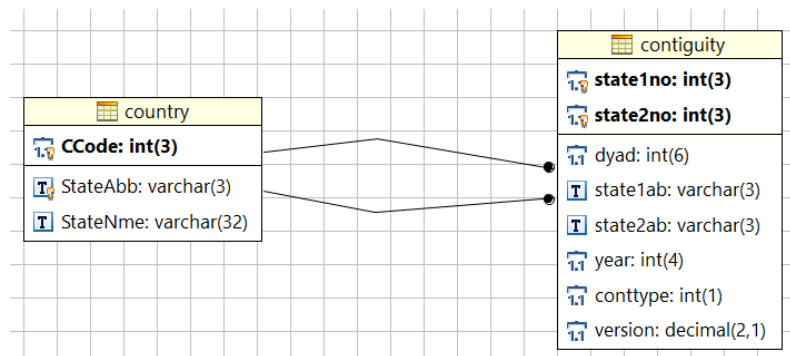 country
CCode: int(3)
StateAbb: varchar(3)
StateNme: varchar(32)
contiguity
state1no: int(3)
state2no: int(3)
dyad: int(6)
state1ab: varchar(3)
state2ab: varchar(3)
year: int(4)
conttype: int(1)
version: decimal(2,1)